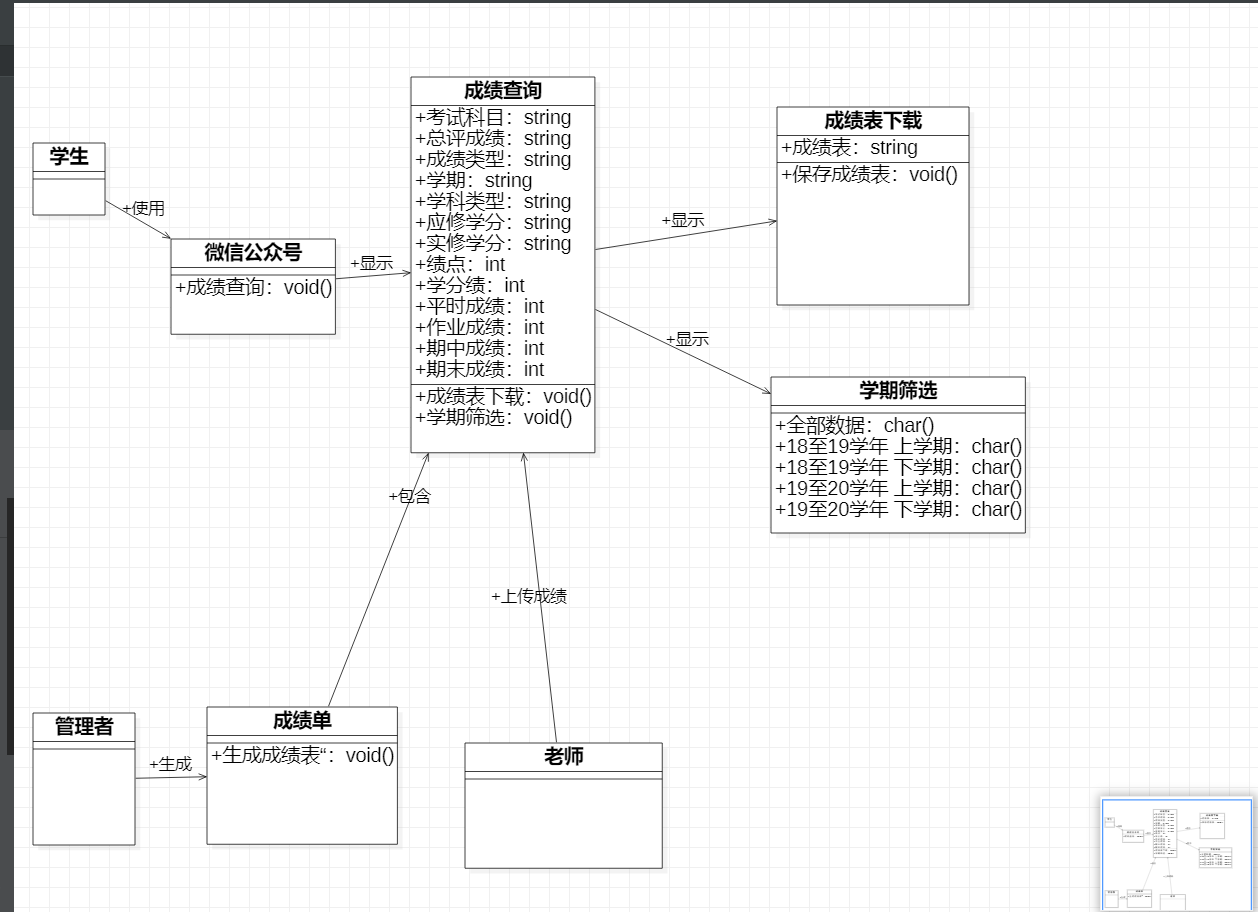 学生
+使用
微信公众号
+成绩查询：void()
+显示
成绩查询
+考试科目：string
+总评成绩：string
+成绩类型：string
+学期：string
+学科类型：string
+应修学分：string
+实修学分：string
+绩点：int
+学分绩：int
+平时成绩：int
+作业成绩：int
+期中成绩：int
+期末成绩：int
+成绩表下载：void()
+学期筛选：void()
+显示
成绩表下载
+成绩表：string
+保存成绩表：void()
+显示
学期筛选
+全部数据：char()
+18至19学年 上学期：char()
+18至19学年 下学期：char()
+19至20学年 上学期：char()
+19至20学年 下学期：char()
+包含
+上传成绩
管理者
+生成
成绩单
+生成成绩表“：void()
老师